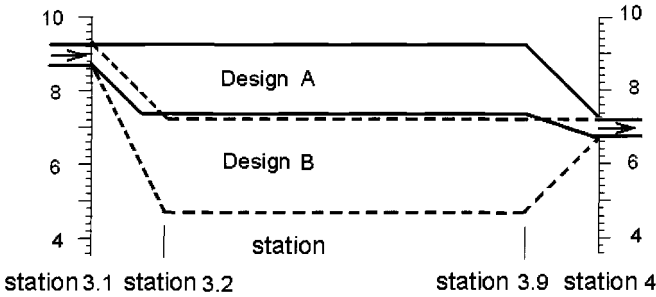 10 10
Design A
8 8
6 6
Design B
4 4
station
station 3.1 station 3.2 station 3.9 station 4